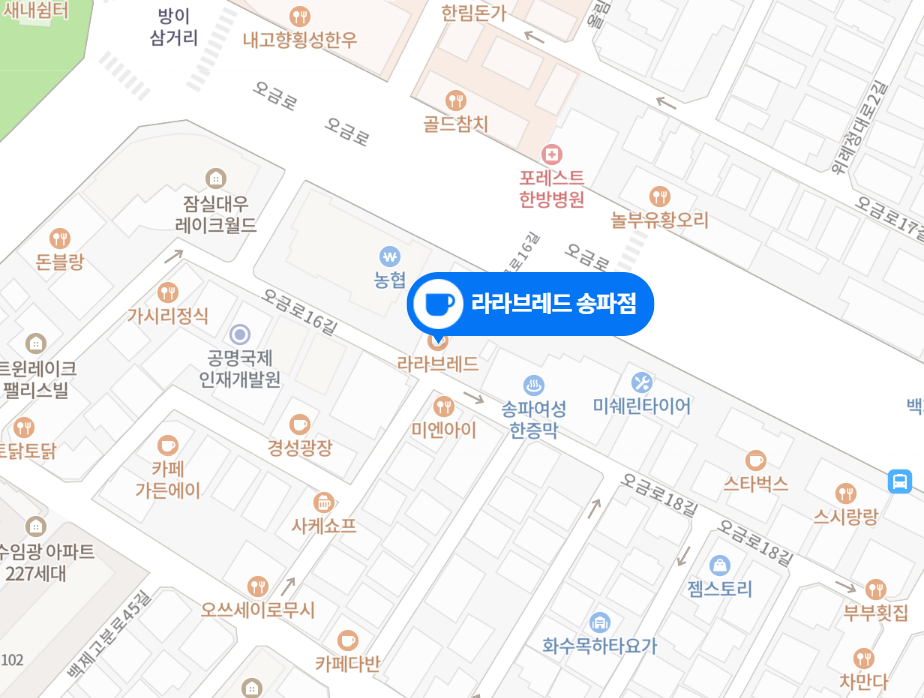 새내쉼터
방이
삼거리
내고향횡성한우
한림돈가
올림
오금로
오금로
골드참치
위례성대로2길
포레스트
한방병원
놀부유황오리
오금로17길
잠실대우
레이크월드
돈블랑
농협
로16길
오금로
라라브레드 송파점
가시리정식
오금로16길
공명국제
인재개발원
라라브레드
트윈레이크
팰리스빌
송파여성
한증막
미쉐린타이어
백
미엔아이
경성광장
토닭토닭
카페
가든에이
스타벅스
오금로18길
스시랑랑
사케쇼프
오금로18길
수임광 아파트
227세대
젬스토리
오쓰세이로무시
부부횟집
백제고분로45길
화수목하타요가
카페다반
102
차만다